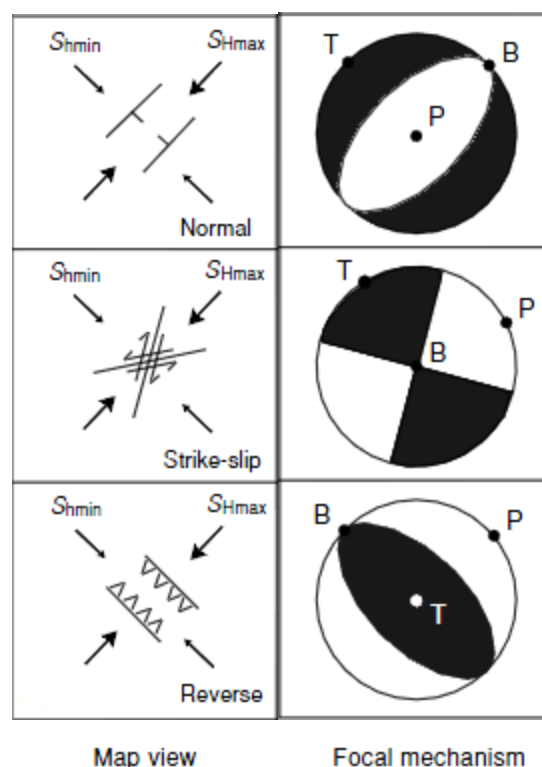 Shmin SHmax T B
P
Normal
Shmin SHmax T P
B
Strike-slip
Shmin SHmax B P
T
Reverse
Map view Focal mechanism